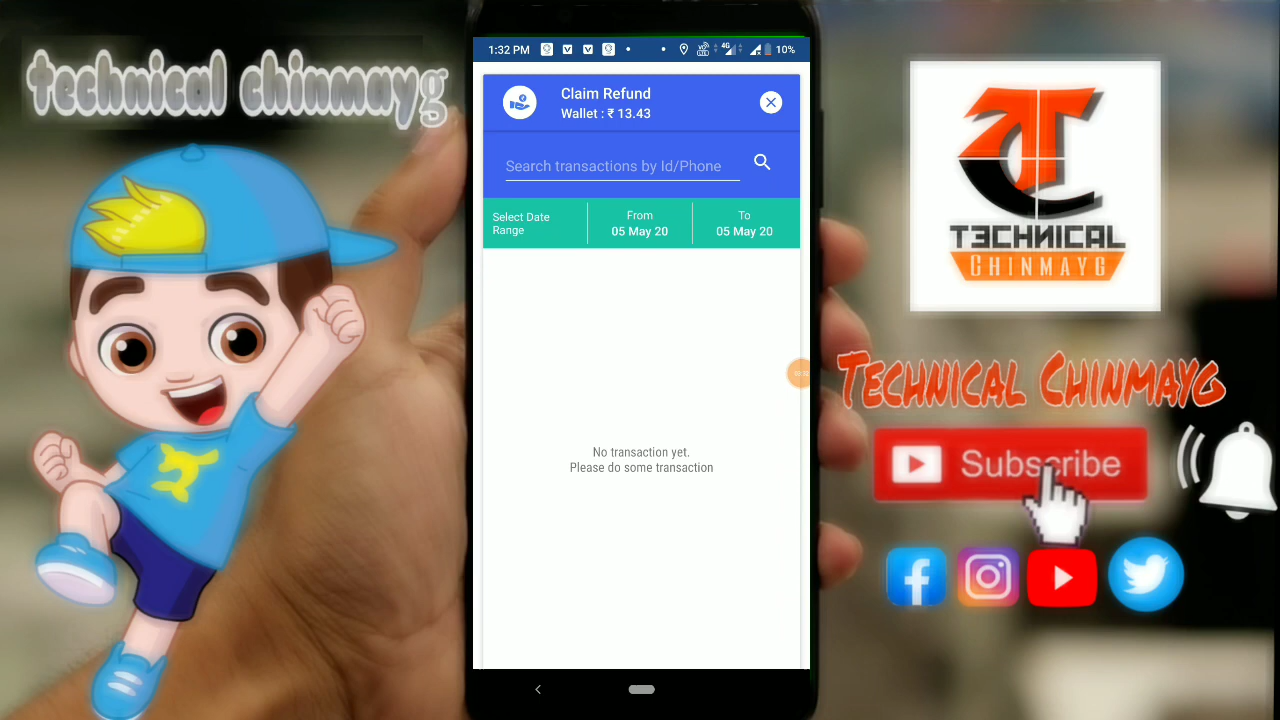 technical chinmayg
1:32 PM
4G
10%
Claim Refund
Wallet : ₹ 13.43
Search transactions by Id/Phone
Select Date
Range
From
05 May 20
To
05 May 20
No transaction yet.
Please do some transaction
TECHNICAL
CHINMAYG
Technical Chinmayg
Subscribe